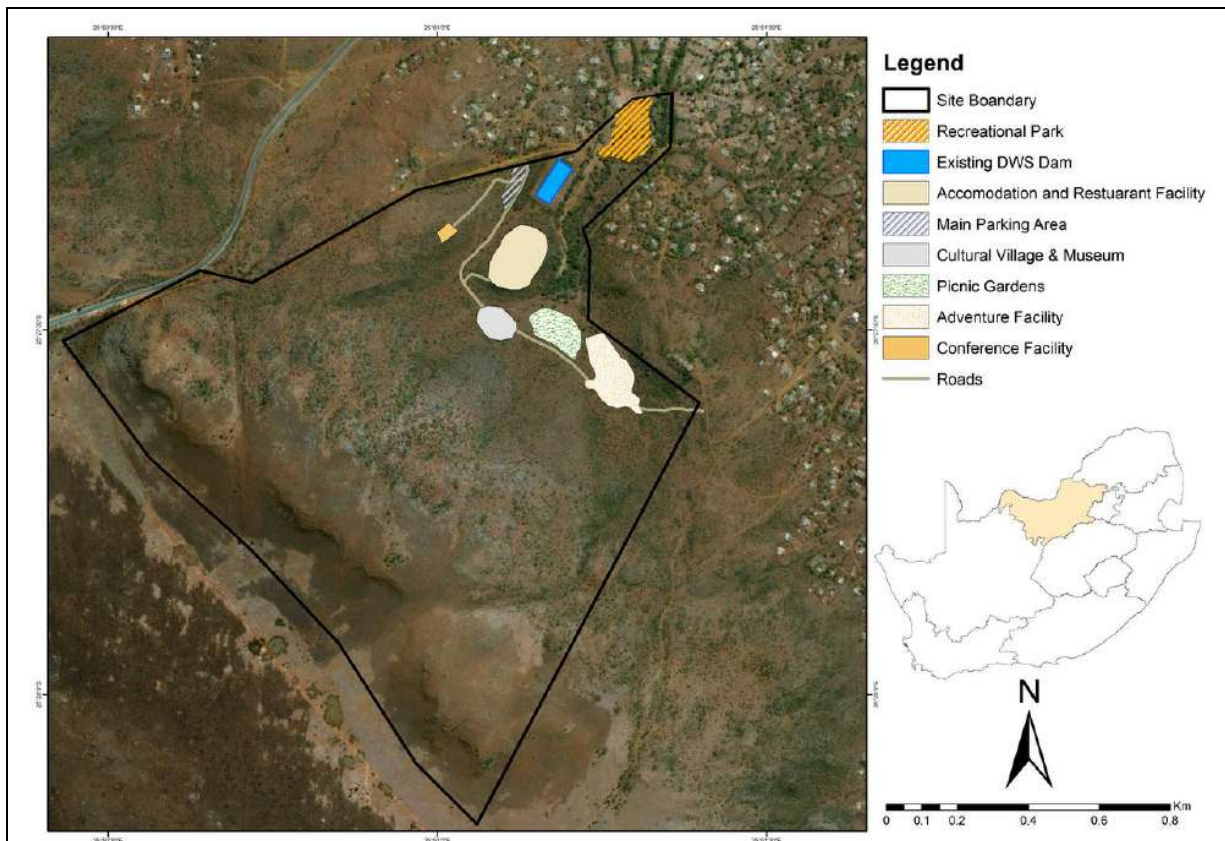 Legend
Site Boundary
Recreational Park
Existing DWS Dam
Accomodation and Restuarant Facility
Main Parking Area
Cultural Village & Museum
Picnic Gardens
Adventure Facility
Conference Facility
Roads
N
Km
0 0.1 0.2 0.4 0.6 0.8